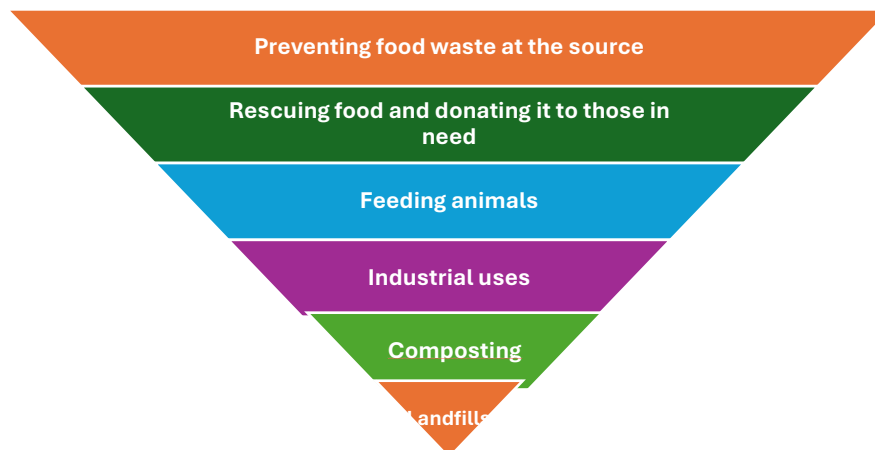 Preventing food waste at the source
Rescuing food and donating it to those in
need
Feeding animals
Industrial uses
Composting
Landfills